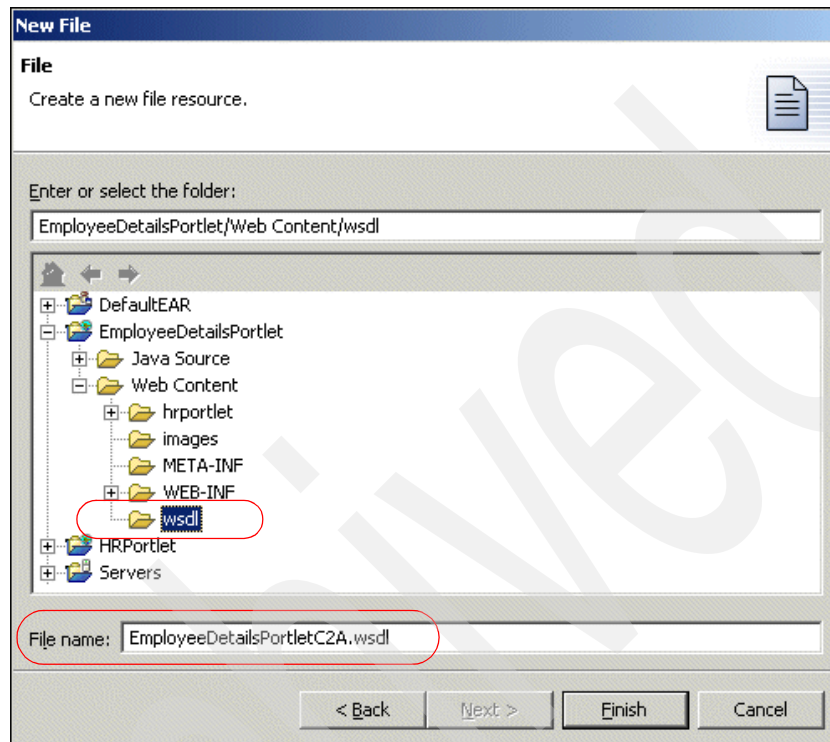 New File
File
Create a new file resource.
Enter or select the folder:
EmployeeDetailsPortlet/Web Content/wsdl
DefaultEAR
EmployeeDetailsPortlet
Java Source
Web Content
hrportlet
images
META-INF
WEB-INF
wsdl
HRPortlet
Servers
File name: EmployeeDetailsPortletC2A.wsdl
< Back Next > Finish Cancel